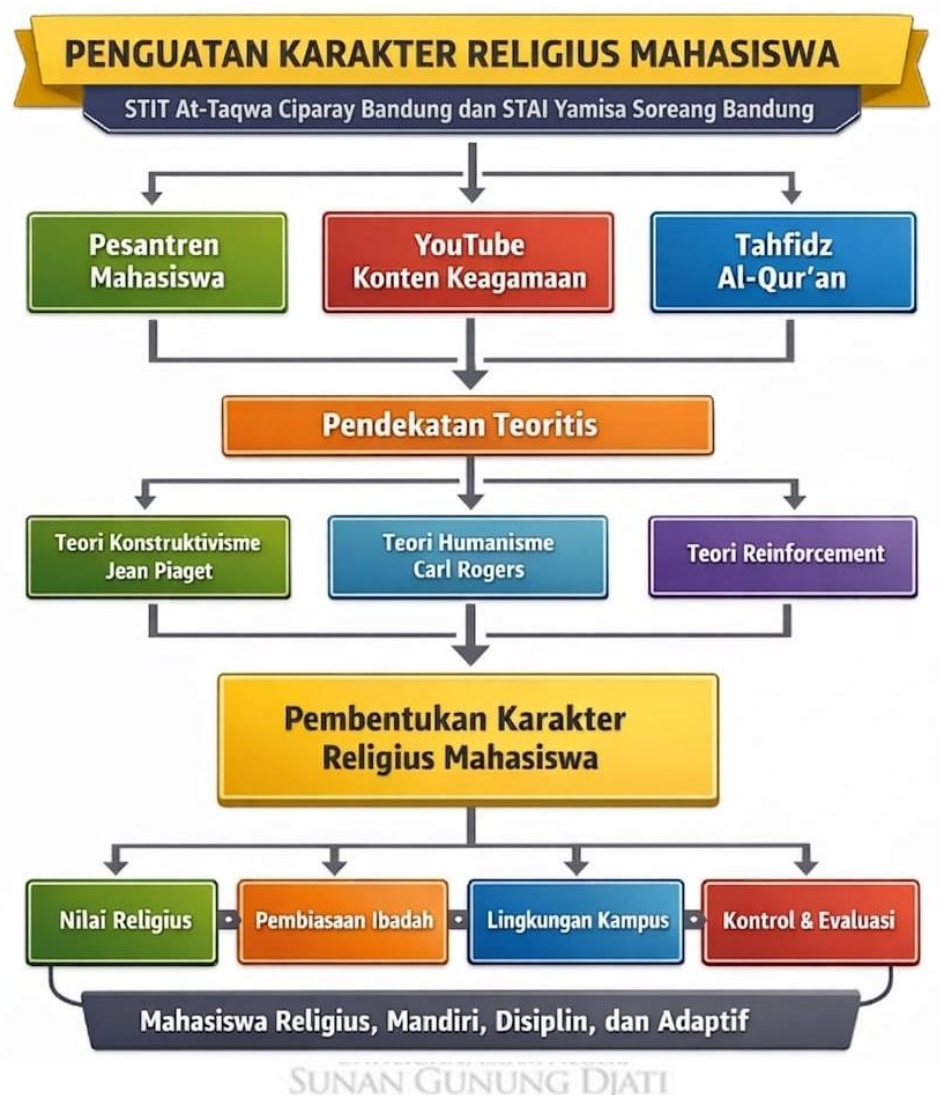 PENGUATAN KARAKTER RELIGIUS MAHASISWA
STIT At-Taqwa Ciparay Bandung dan STAI Yamisa Soreang Bandung
Pesantren
Mahasiswa
YouTube
Konten Keagamaan
Tahfidz
Al-Qur’an
Pendekatan Teoritis
Teori Konstruktivisme
Jean Piaget
Teori Humanisme
Carl Rogers
Teori Reinforcement
Pembentukan Karakter
Religius Mahasiswa
Nilai Religius
Pembiasaan Ibadah
Lingkungan Kampus
Kontrol & Evaluasi
Mahasiswa Religius, Mandiri, Disiplin, dan Adaptif
SUNAN GUNUNG DJATI